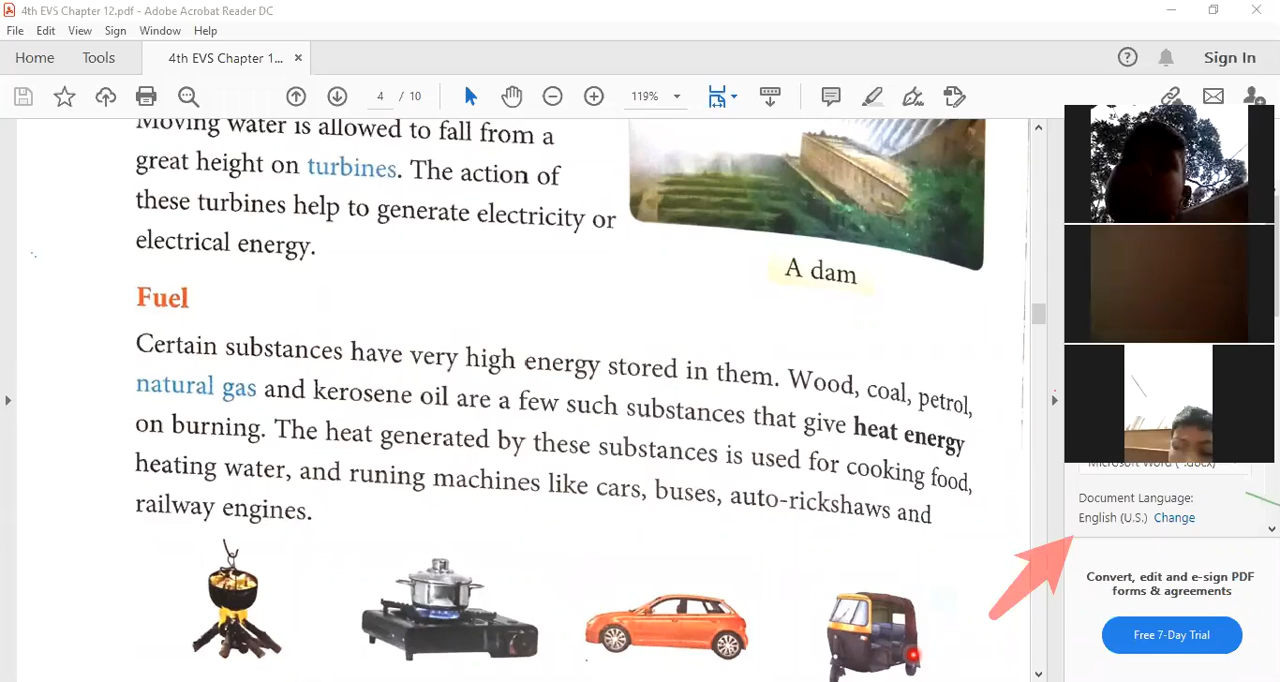 4th EVS Chapter 12.pdf - Adobe Acrobat Reader DC
File Edit View Sign Window Help
Home Tools 4th EVS Chapter 1... × Sign In
4 / 10 119%
Moving water is allowed to fall from a
great height on turbines. The action of
these turbines help to generate electricity or
electrical energy.
A dam
Fuel
Certain substances have very high energy stored in them. Wood, coal, petrol,
natural gas and kerosene oil are a few such substances that give heat energy
on burning. The heat generated by these substances is used for cooking food,
heating water, and runing machines like cars, buses, auto-rickshaws and
railway engines.
Microsoft Word (*.docx)
Document Language:
English (U.S.) Change
Convert, edit and e-sign PDF
forms & agreements
Free 7-Day Trial